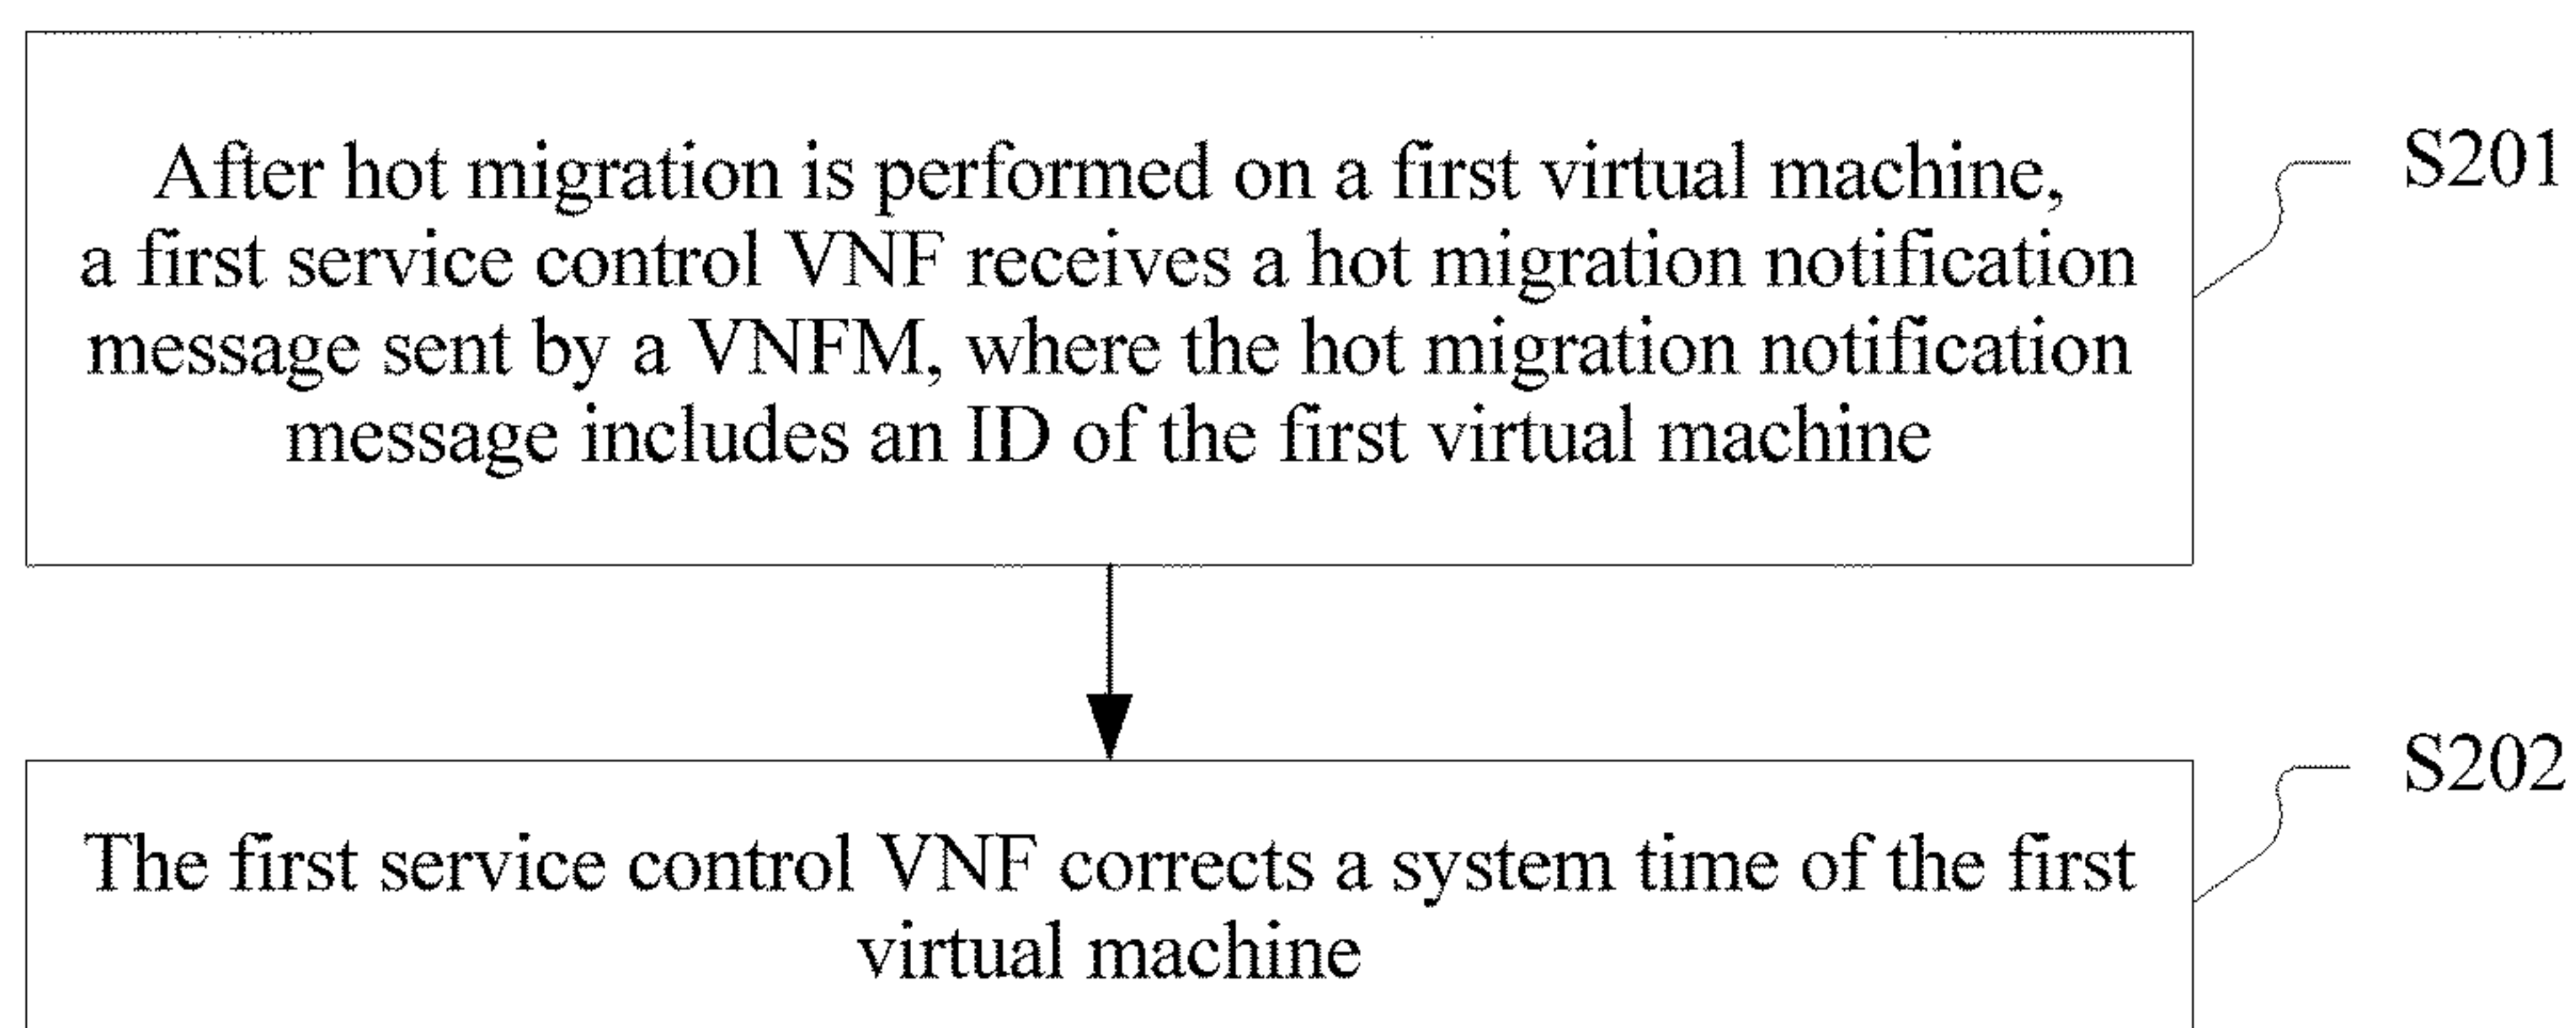 After hot migration is performed on a first virtual machine,
a first service control VNF receives a hot migration notification
message sent by a VNFM, where the hot migration notification
message includes an ID of the first virtual machine
S201
The first service control VNF corrects a system time of the first
virtual machine
S202